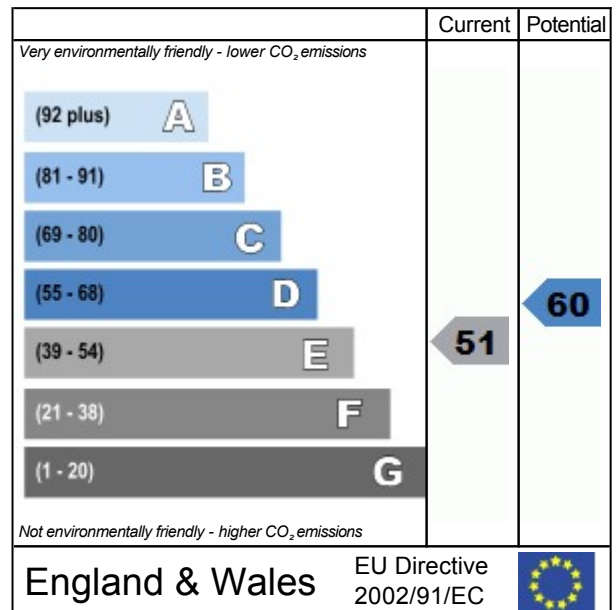 Current Potential
Very environmentally friendly - lower CO₂ emissions
(92 plus) A
(81 - 91) B
(69 - 80) C
(55 - 68) D
60
(39 - 54) E
51
(21 - 38) F
(1 - 20) G
Not environmentally friendly - higher CO₂ emissions
England & Wales
EU Directive
2002/91/EC